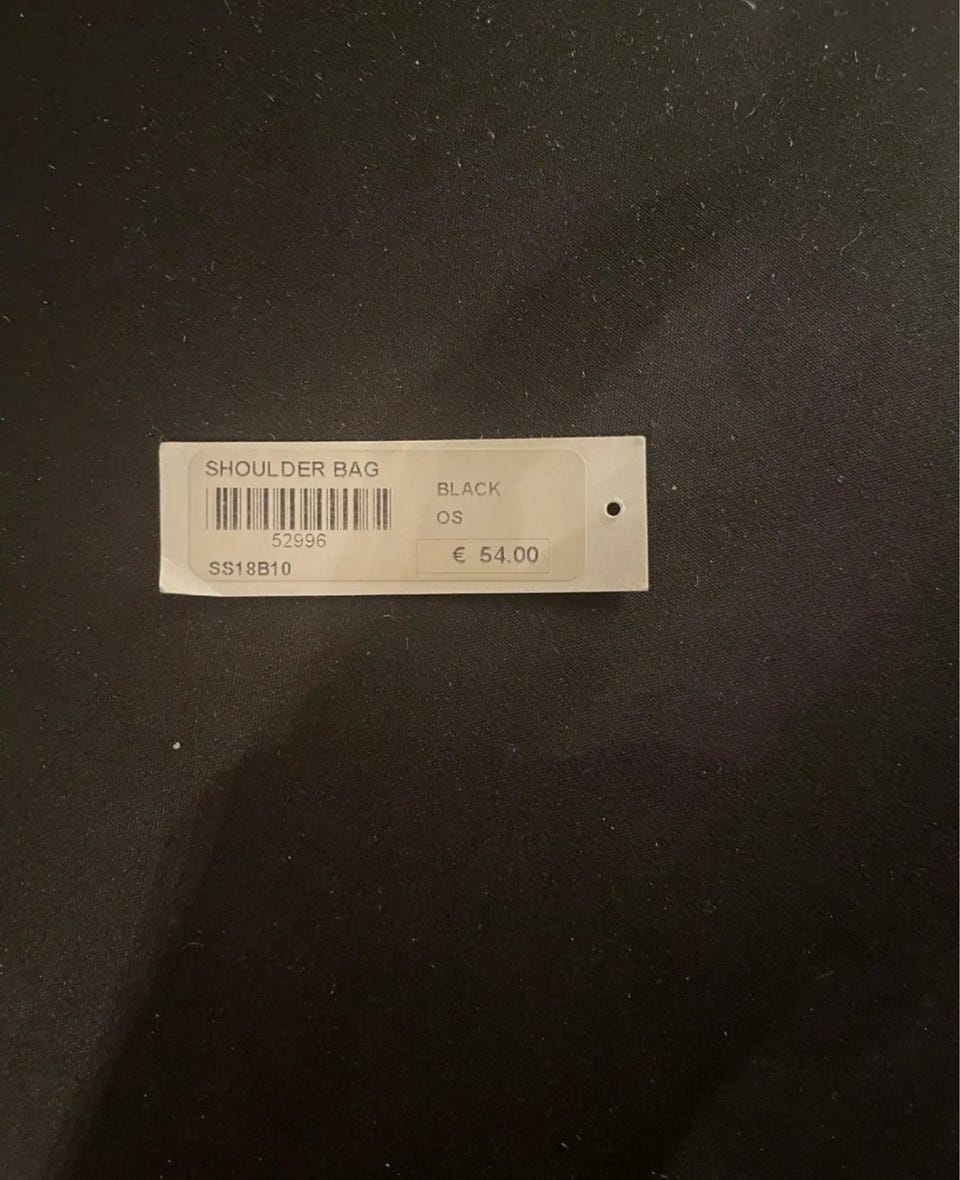 SHOULDER BAG
52996
SS18B10
BLACK
OS
€ 54.00